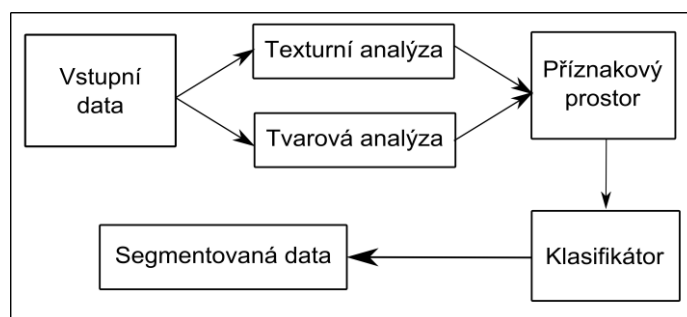 Vstupní
data
Texturní analýza
Tvarová analýza
Příznakový
prostor
Klasifikátor
Segmentovaná data